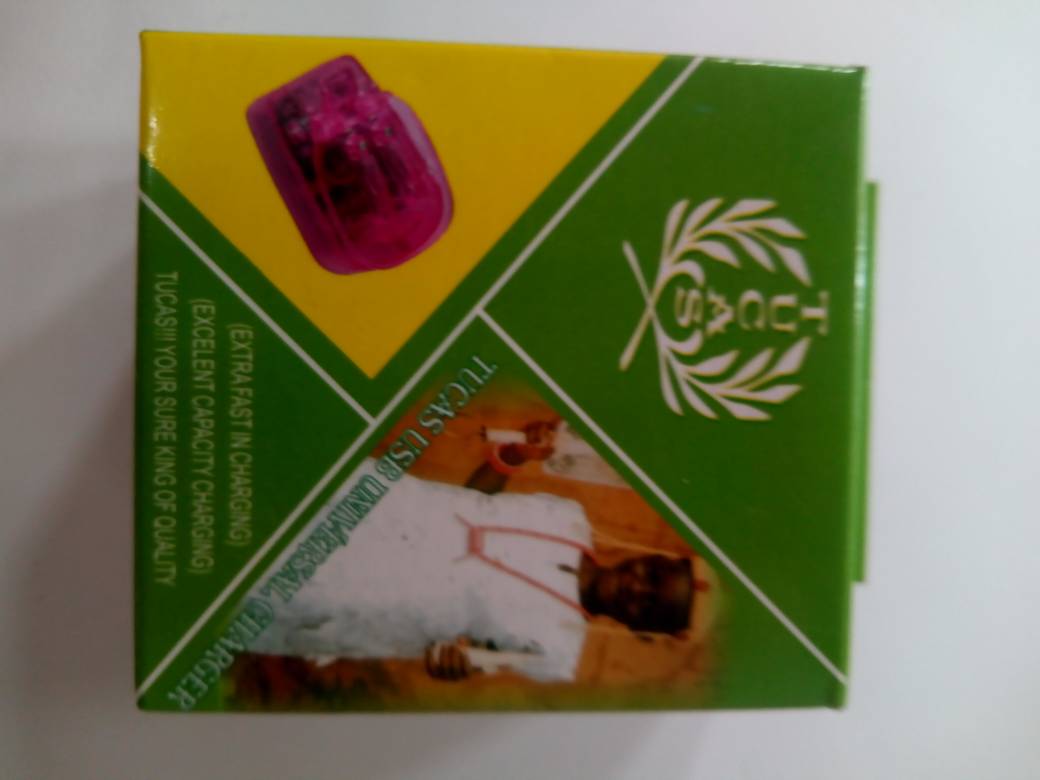 TUCAS
TUCAS USB UNIVERSAL CHARGER
(EXTRA FAST IN CHARGING)
(EXCELENT CAPACITY CHARGING)
TUCAS!!! YOUR SURE KING OF QUALITY